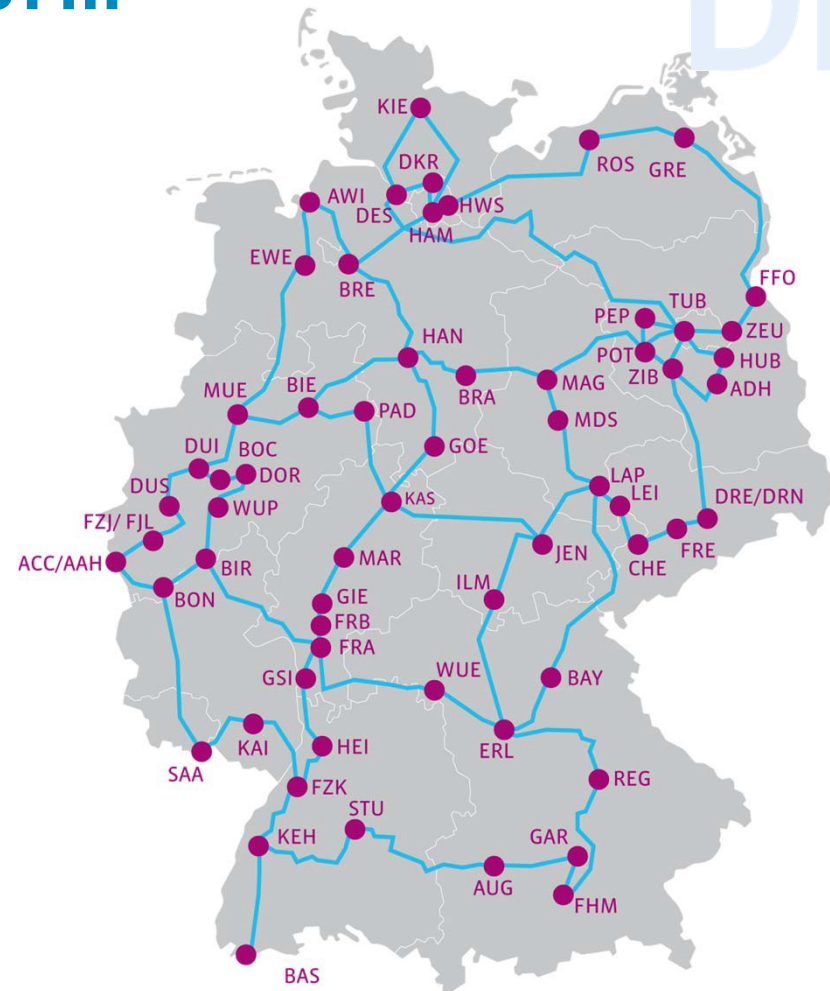 KIE
DKR
ROS
GRE
AWI
DES
HWS
HAM
EWE
BRE
FFO
TUB
PEP
ZEU
HAN
POT
HUB
ZIB
MUE
BIE
BRA
MAG
ADH
PAD
MDS
DUI
BOC
GOE
DOR
LAP
DUS
LEI
KAS
DRE/DRN
WUP
FZJ/ FJL
ACC/AAH
JEN
FRE
BIR
MAR
CHE
BON
ILM
GIE
FRB
FRA
GSI
WUE
BAY
KAI
HEI
ERL
SAA
REG
FZK
STU
KEH
GAR
AUG
FHM
BAS